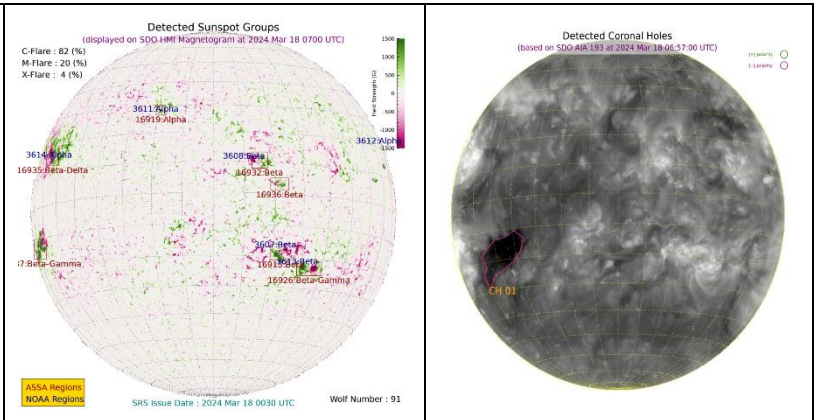 Detected Sunspot Groups
(displayed on SDO HMI Magnetogram at 2024 Mar 18 0700 UTC)
C-Flare : 82 (%)
M-Flare : 20 (%)
X-Flare : 4 (%)
1500
1000
500
0
-500
-1000
-1500
Field Strength (G)
3611:Alpha
16919:Alpha
3612:Alpha
3614:Alpha
16935:Beta-Delta
3608:Beta
16932:Beta
16936:Beta
3607:Beta
37:Beta-Gamma
16926:Beta-Gamma
ASSA Regions
NOAA Regions
SRS Issue Date : 2024 Mar 18 0030 UTC
Wolf Number : 91
Detected Coronal Holes
(based on SDO AIA 193 at 2024 Mar 18 06:57:00 UTC)
(+) polarity
(-) polarity
CH 01